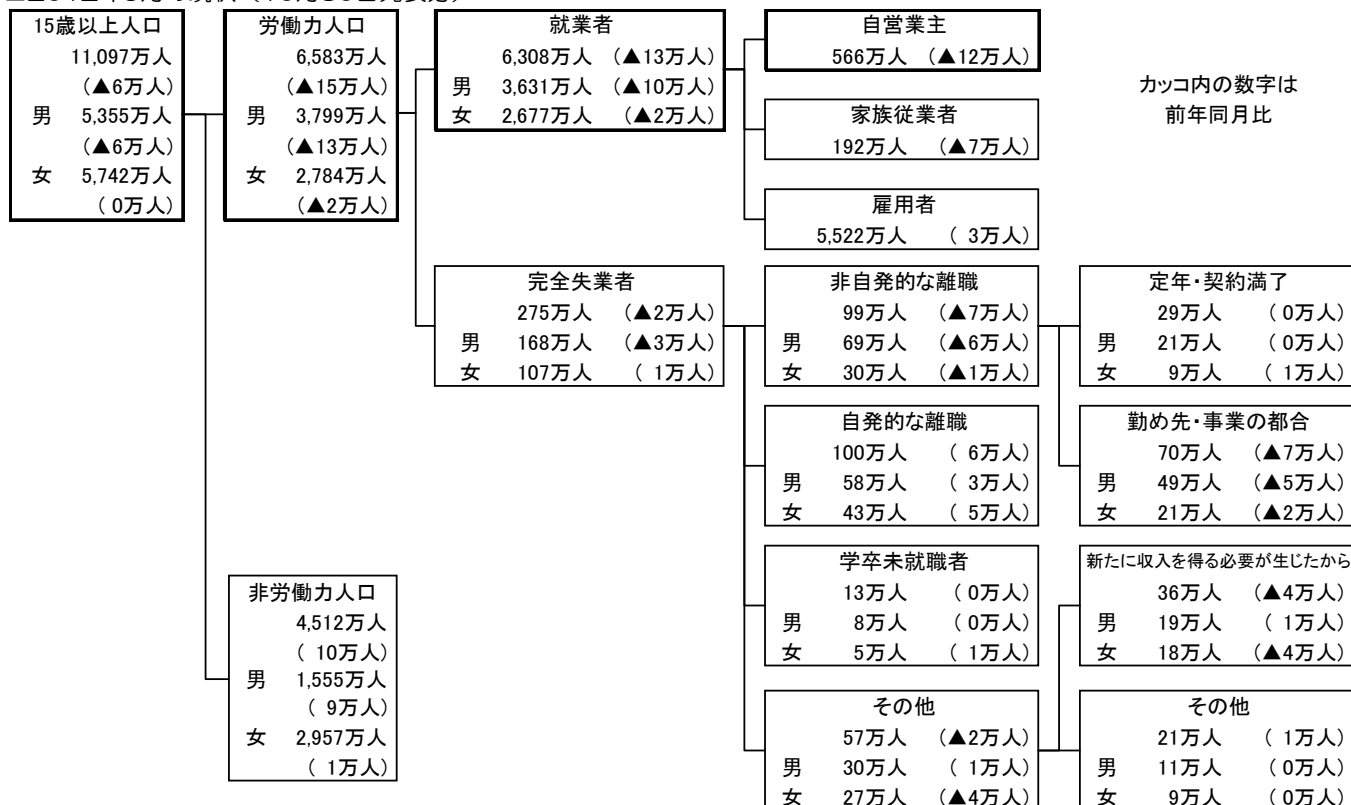 15歳以上人口
11,097万人
(▲6万人)
男 5,355万人
(▲6万人)
女 5,742万人
( 0万人)
労働力人口
6,583万人
(▲15万人)
男 3,799万人
(▲13万人)
女 2,784万人
(▲2万人)
非労働力人口
4,512万人
( 10万人)
男 1,555万人
( 9万人)
女 2,957万人
( 1万人)
就業者
6,308万人 (▲13万人)
男 3,631万人 (▲10万人)
女 2,677万人 (▲2万人)
完全失業者
275万人 (▲2万人)
男 168万人 (▲3万人)
女 107万人 ( 1万人)
自営業主
566万人 (▲12万人)
家族従業者
192万人 (▲7万人)
雇用者
5,522万人 ( 3万人)
非自発的な離職
99万人 (▲7万人)
男 69万人 (▲6万人)
女 30万人 (▲1万人)
自発的な離職
100万人 ( 6万人)
男 58万人 ( 3万人)
女 43万人 ( 5万人)
学卒未就職者
13万人 ( 0万人)
男 8万人 ( 0万人)
女 5万人 ( 1万人)
その他
57万人 (▲2万人)
男 30万人 ( 1万人)
女 27万人 (▲4万人)
カッコ内の数字は
前年同月比
定年・契約満了
29万人 ( 0万人)
男 21万人 ( 0万人)
女 9万人 ( 1万人)
勤め先・事業の都合
70万人 (▲7万人)
男 49万人 (▲5万人)
女 21万人 (▲2万人)
新たに収入を得る必要が生じたから
36万人 (▲4万人)
男 19万人 ( 1万人)
女 18万人 (▲4万人)
その他
21万人 ( 1万人)
男 11万人 ( 0万人)
女 9万人 ( 0万人)